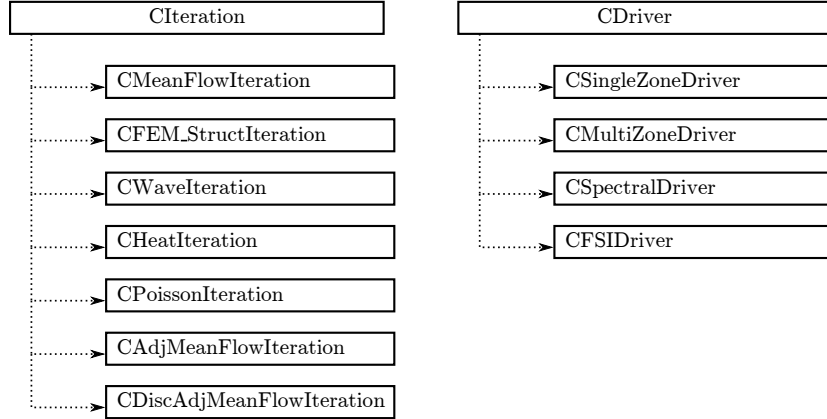 CIteration
CMeanFlowIteration
CFEM_StructIteration
CWaveIteration
CHeatIteration
CPoissonIteration
CAdjMeanFlowIteration
CDiscAdjMeanFlowIteration
CDriver
CSingleZoneDriver
CMultiZoneDriver
CSpectralDriver
CFSIDriver